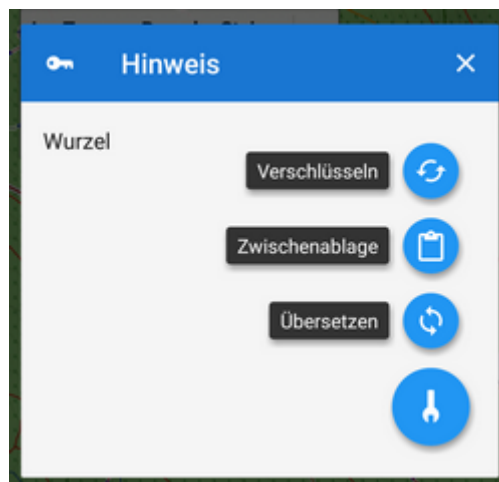 Hinweis
Wurzel
Verschlüsseln
Zwischenablage
Übersetzen